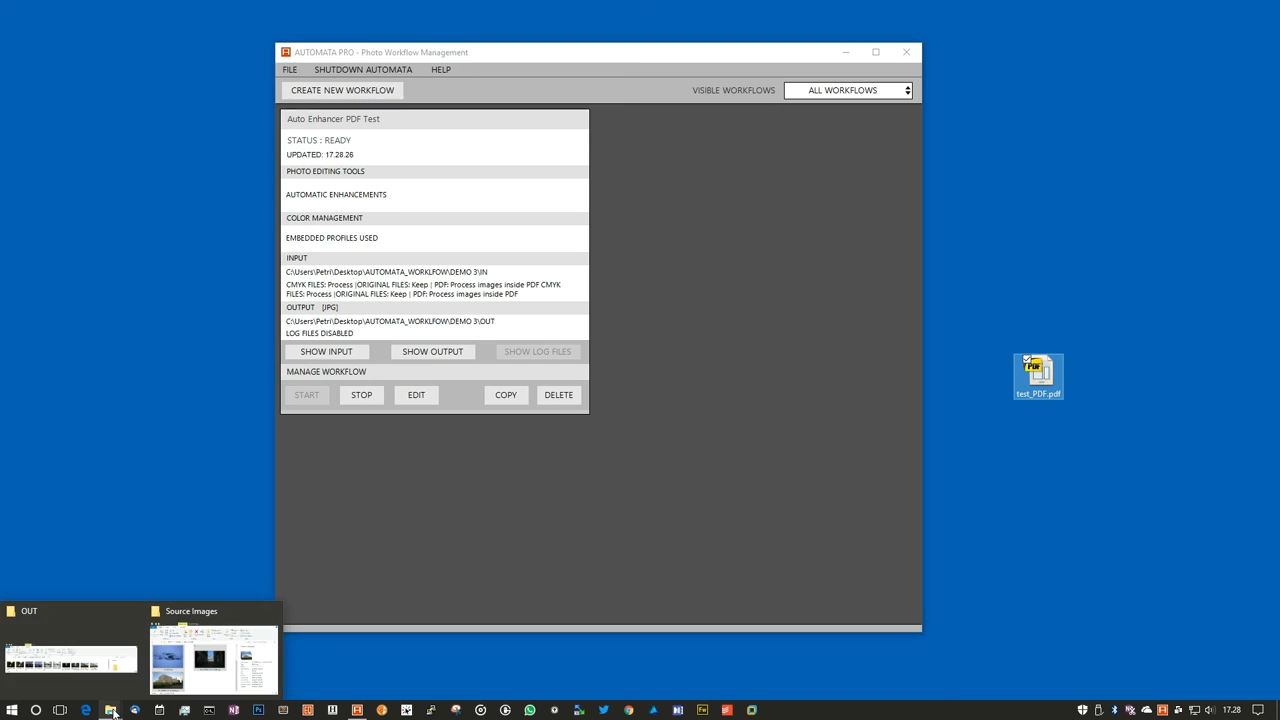 AUTOMATA PRO - Photo Workflow Management
FILE SHUTDOWN AUTOMATA HELP
CREATE NEW WORKFLOW VISIBLE WORKFLOWS ALL WORKFLOWS
Auto Enhancer PDF Test
STATUS : READY
UPDATED: 17.28.26
PHOTO EDITING TOOLS
AUTOMATIC ENHANCEMENTS
COLOR MANAGEMENT
EMBEDDED PROFILES USED
INPUT
C:\Users\Petri\Desktop\AUTOMATA_WORKLFOW\DEMO 3\IN
CMYK FILES: Process |ORIGINAL FILES: Keep | PDF: Process images inside PDF CMYK
FILES: Process |ORIGINAL FILES: Keep | PDF: Process images inside PDF
OUTPUT [JPG]
C:\Users\Petri\Desktop\AUTOMATA_WORKLFOW\DEMO 3\OUT
LOG FILES DISABLED
SHOW INPUT SHOW OUTPUT SHOW LOG FILES
MANAGE WORKFLOW
START STOP EDIT COPY DELETE
PDF
test_PDF.pdf
OUT Source Images
17.28